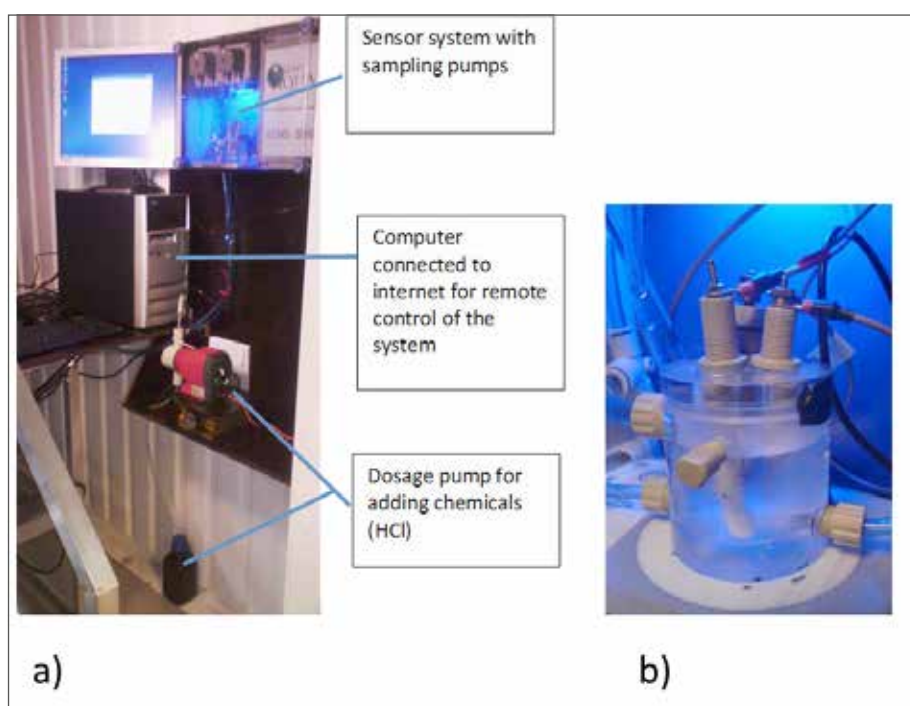 Sensor system with
sampling pumps
Computer
connected to
internet for remote
control of the
system
Dosage pump for
adding chemicals
(HCl)
a)
b)